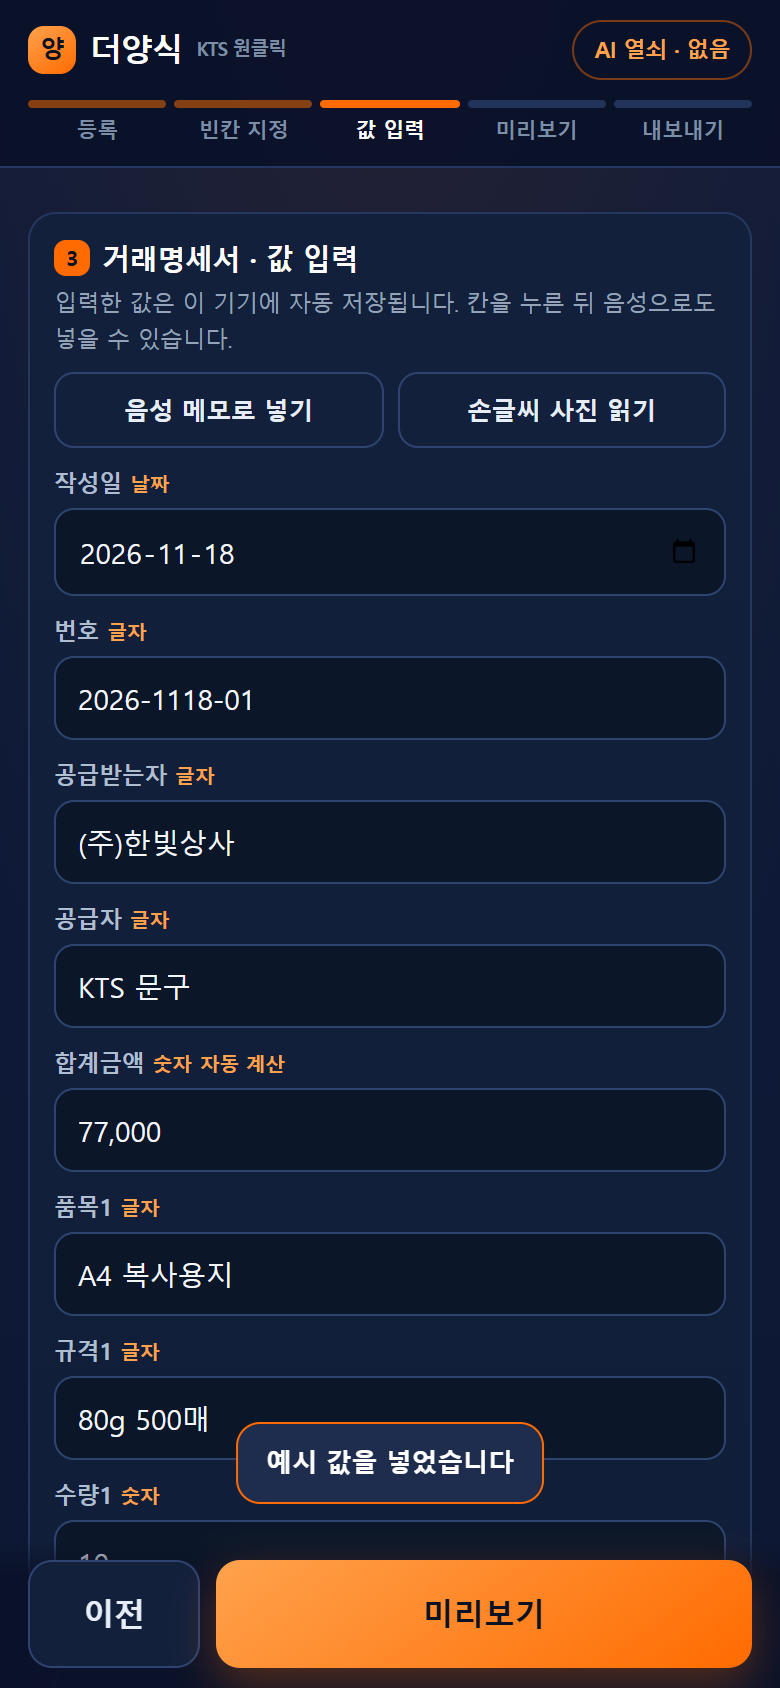 양 더양식 KTS 원클릭
AI 열쇠 · 없음
등록 빈칸 지정 값 입력 미리보기 내보내기
3 거래명세서 · 값 입력
입력한 값은 이 기기에 자동 저장됩니다. 칸을 누른 뒤 음성으로도
넣을 수 있습니다.
음성 메모로 넣기 손글씨 사진 읽기
작성일 날짜
2026-11-18
번호 글자
2026-1118-01
공급받는자 글자
(주)한빛상사
공급자 글자
KTS 문구
합계금액 숫자 자동 계산
77,000
품목1 글자
A4 복사용지
규격1 글자
80g 500매
예시 값을 넣었습니다
수량1 숫자
이전 미리보기